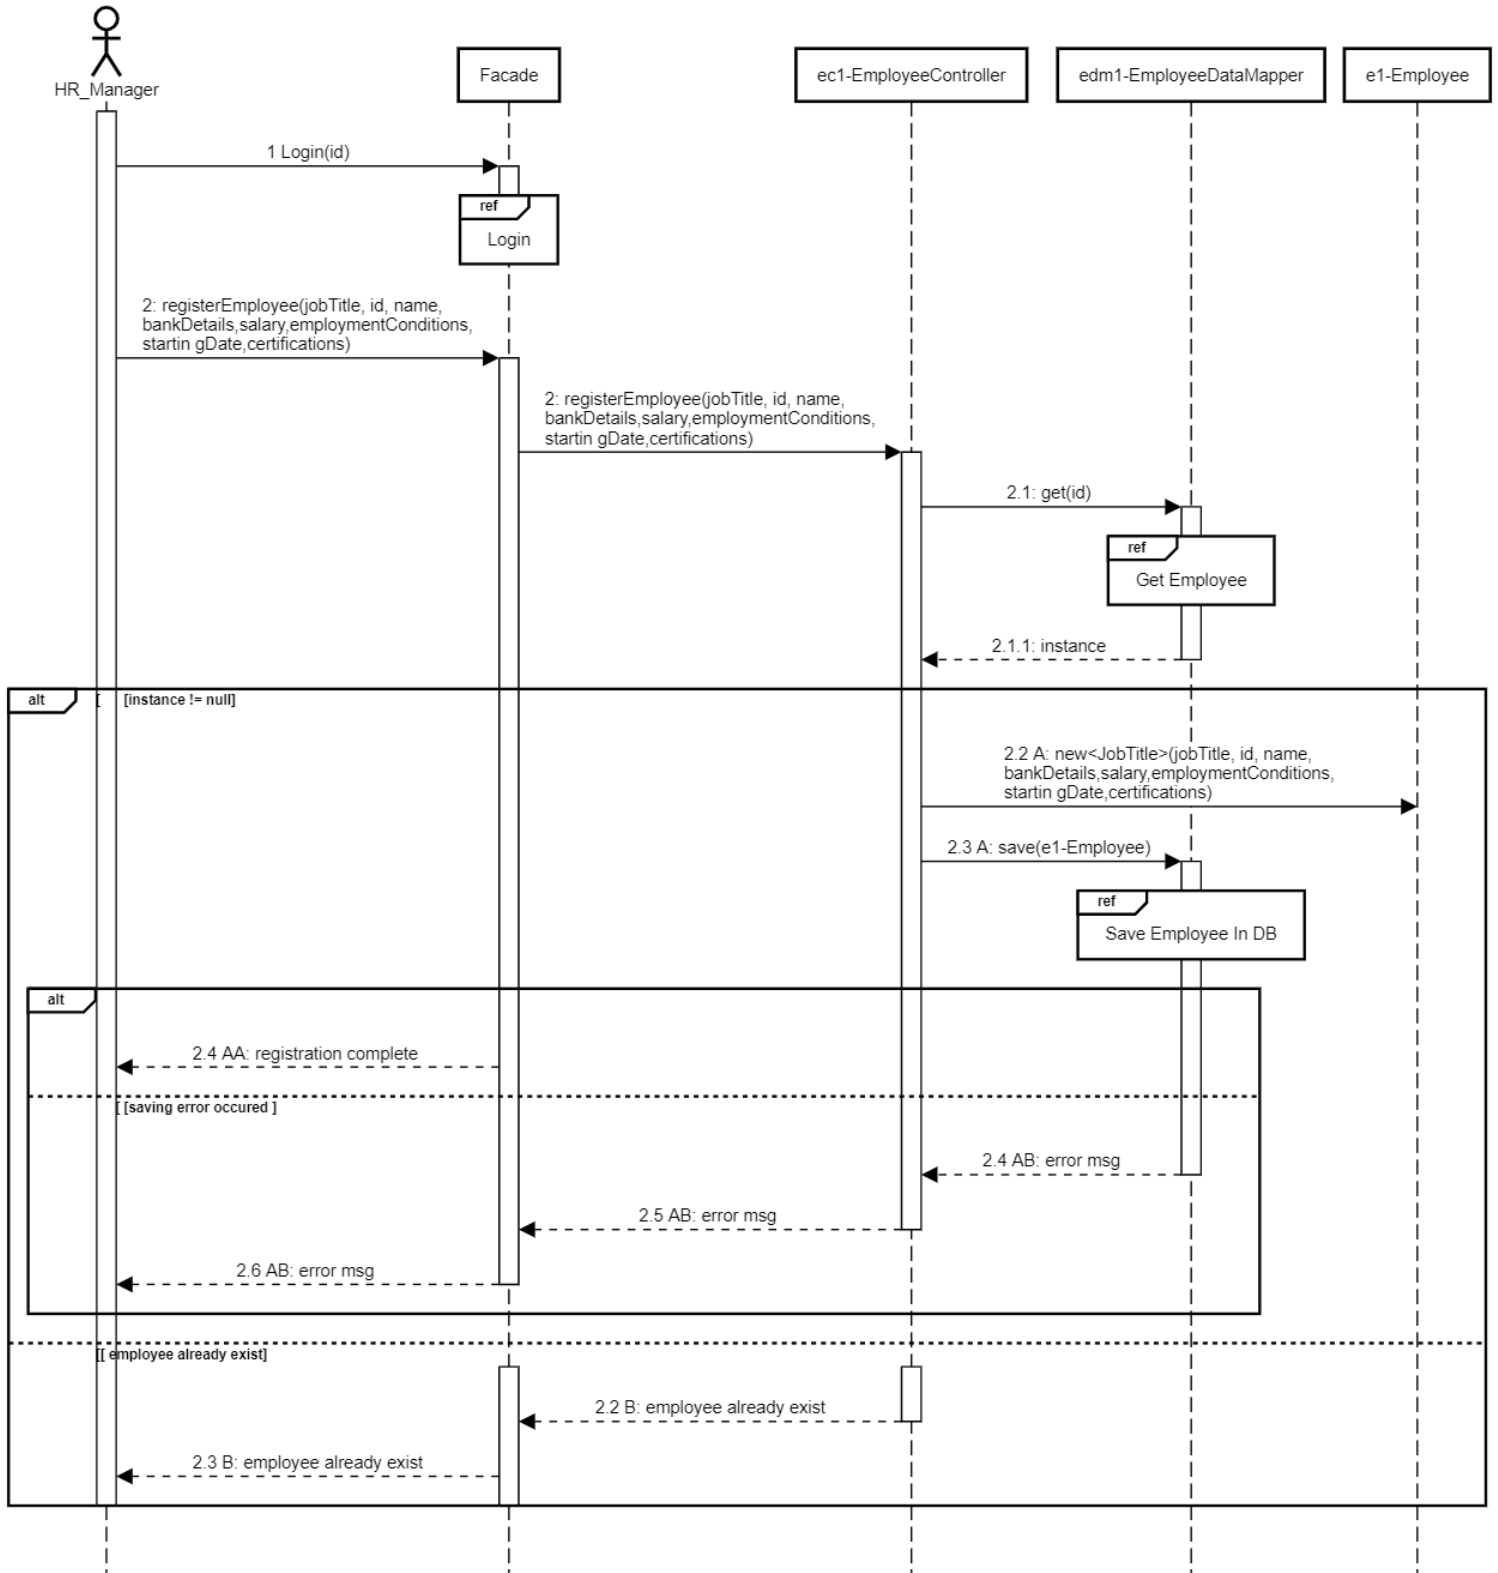 HR_Manager
Facade
ec1-EmployeeController
edm1-EmployeeDataMapper
e1-Employee
1 Login(id)
ref
Login
2: registerEmployee(jobTitle, id, name,
bankDetails,salary,employmentConditions,
startin gDate,certifications)
2: registerEmployee(jobTitle, id, name,
bankDetails,salary,employmentConditions,
startin gDate,certifications)
2.1: get(id)
ref
Get Employee
2.1.1: instance
alt
[ [instance != null]
2.2 A: new<JobTitle>(jobTitle, id, name,
bankDetails,salary,employmentConditions,
startin gDate,certifications)
2.3 A: save(e1-Employee)
ref
Save Employee In DB
alt
2.4 AA: registration complete
[ [saving error occured ]
2.4 AB: error msg
2.5 AB: error msg
2.6 AB: error msg
[[ employee already exist]
2.2 B: employee already exist
2.3 B: employee already exist